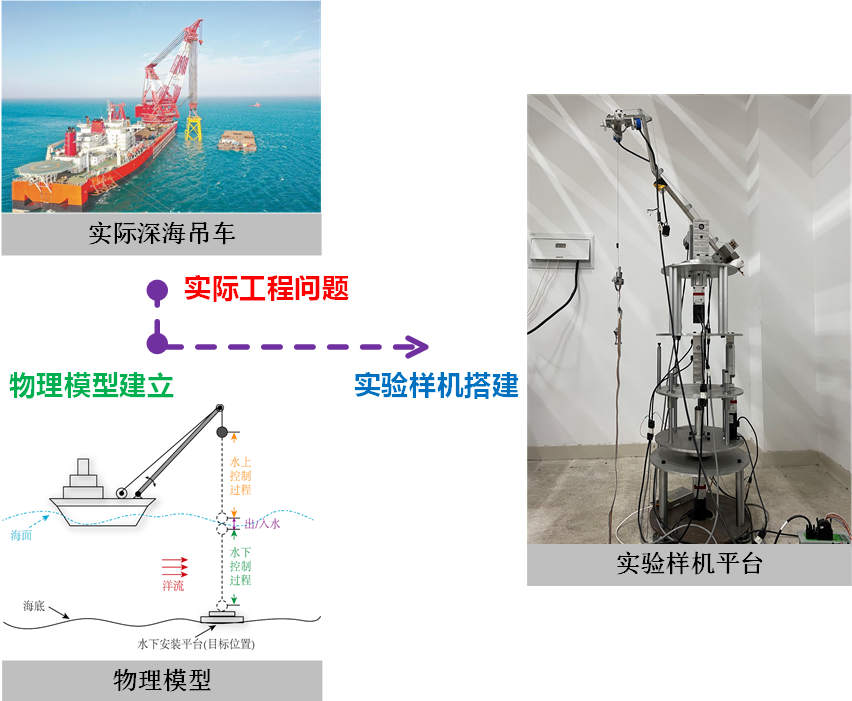 实际深海吊车
实际工程问题
物理模型建立
实验样机搭建
水上
控制
过程
出/入水
海面
水下
控制
过程
洋流
海底
水下安装平台(目标位置)
物理模型
实验样机平台